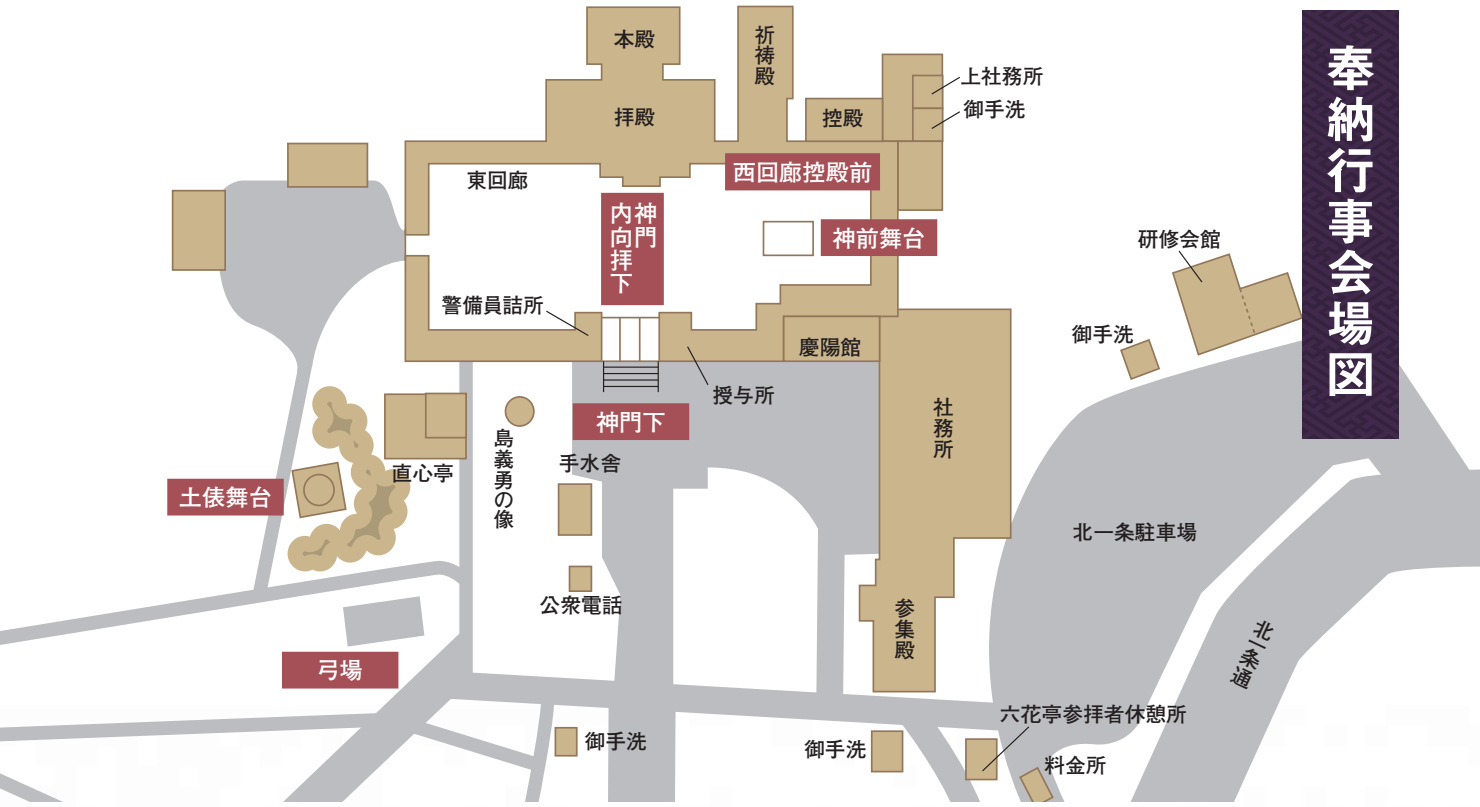 奉納行事会場図
本殿
祈祷殿
上社務所
御手洗
拝殿
控殿
西回廊控殿前
東回廊
神門
内向拝下
神前舞台
研修会館
警備員詰所
御手洗
慶陽館
授与所
神門下
社務所
島義勇の像
手水舎
直心亭
土俵舞台
北一条駐車場
公衆電話
参集殿
北一条通
弓場
六花亭参拝者休憩所
御手洗
御手洗
料金所